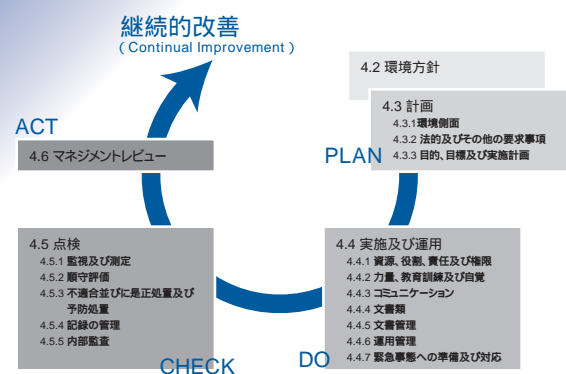 継続的改善
(Continual Improvement)
4.2 環境方針
4.3 計画
4.3.1環境側面
4.3.2 法的及びその他の要求事項
4.3.3 目的、目標及び実施計画
PLAN
ACT
4.6 マネジメントレビュー
4.5 点検
4.5.1 監視及び測定
4.5.2 順守評価
4.5.3 不適合並びに是正処置及び
予防処置
4.5.4 記録の管理
4.5.5 内部監査
CHECK
4.4 実施及び運用
4.4.1 資源、役割、責任及び権限
4.4.2 力量、教育訓練及び自覚
4.4.3 コミュニケーション
4.4.4 文書類
4.4.5 文書管理
4.4.6 運用管理
4.4.7 緊急事態への準備及び対応
DO